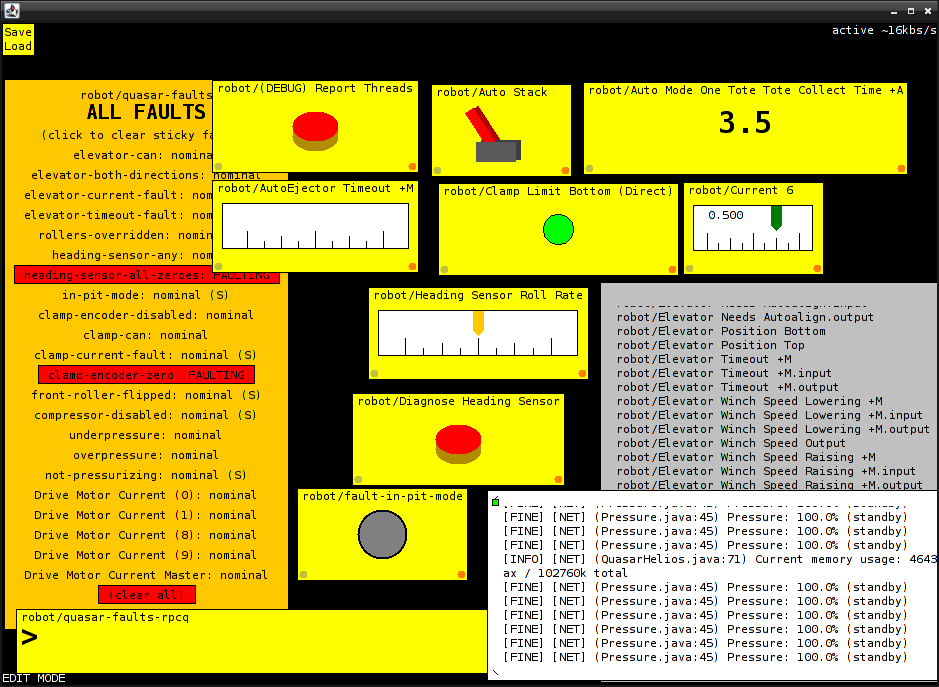 Save
Load
active ~16kbs/s
robot/quasar-faults
ALL FAULTS
(click to clear sticky fa
elevator-can: nomina
elevator-both-directions: nominal
elevator-current-fault: nom
elevator-timeout-fault: nom
rollers-overridden: nomin
heading-sensor-any: nom
heading-sensor-all-zeroes: FAULTING
in-pit-mode: nominal (S)
clamp-encoder-disabled: nominal
clamp-can: nominal
clamp-current-fault: nominal (S)
clamp-encoder-zero: FAULTING
front-roller-flipped: nominal (S)
compressor-disabled: nominal (S)
underpressure: nominal
overpressure: nominal
not-pressurizing: nominal (S)
Drive Motor Current (0): nominal
Drive Motor Current (1): nominal
Drive Motor Current (8): nominal
Drive Motor Current (9): nominal
Drive Motor Current Master: nominal
(clear all)
robot/(DEBUG) Report Threads
robot/Auto Stack
robot/Auto Mode One Tote Tote Collect Time +A
3.5
robot/AutoEjector Timeout +M
robot/Clamp Limit Bottom (Direct)
robot/Current 6
0.500
robot/Heading Sensor Roll Rate
robot/Diagnose Heading Sensor
robot/fault-in-pit-mode
robot/Elevator Needs Autoalign.input
robot/Elevator Needs Autoalign.output
robot/Elevator Position Bottom
robot/Elevator Position Top
robot/Elevator Timeout +M
robot/Elevator Timeout +M.input
robot/Elevator Timeout +M.output
robot/Elevator Winch Speed Lowering +M
robot/Elevator Winch Speed Lowering +M.input
robot/Elevator Winch Speed Lowering +M.output
robot/Elevator Winch Speed Output
robot/Elevator Winch Speed Raising +M
robot/Elevator Winch Speed Raising +M.input
robot/Elevator Winch Speed Raising +M.output
[FINE] [NET] (Pressure.java:45) Pressure: 100.0% (standby)
[FINE] [NET] (Pressure.java:45) Pressure: 100.0% (standby)
[FINE] [NET] (Pressure.java:45) Pressure: 100.0% (standby)
[FINE] [NET] (Pressure.java:45) Pressure: 100.0% (standby)
[INFO] [NET] (QuasarHelios.java:71) Current memory usage: 4643
ax / 102760k total
[FINE] [NET] (Pressure.java:45) Pressure: 100.0% (standby)
[FINE] [NET] (Pressure.java:45) Pressure: 100.0% (standby)
[FINE] [NET] (Pressure.java:45) Pressure: 100.0% (standby)
[FINE] [NET] (Pressure.java:45) Pressure: 100.0% (standby)
[FINE] [NET] (Pressure.java:45) Pressure: 100.0% (standby)
[FINE] [NET] (Pressure.java:45) Pressure: 100.0% (standby)
robot/quasar-faults-rpcq
>
EDIT MODE